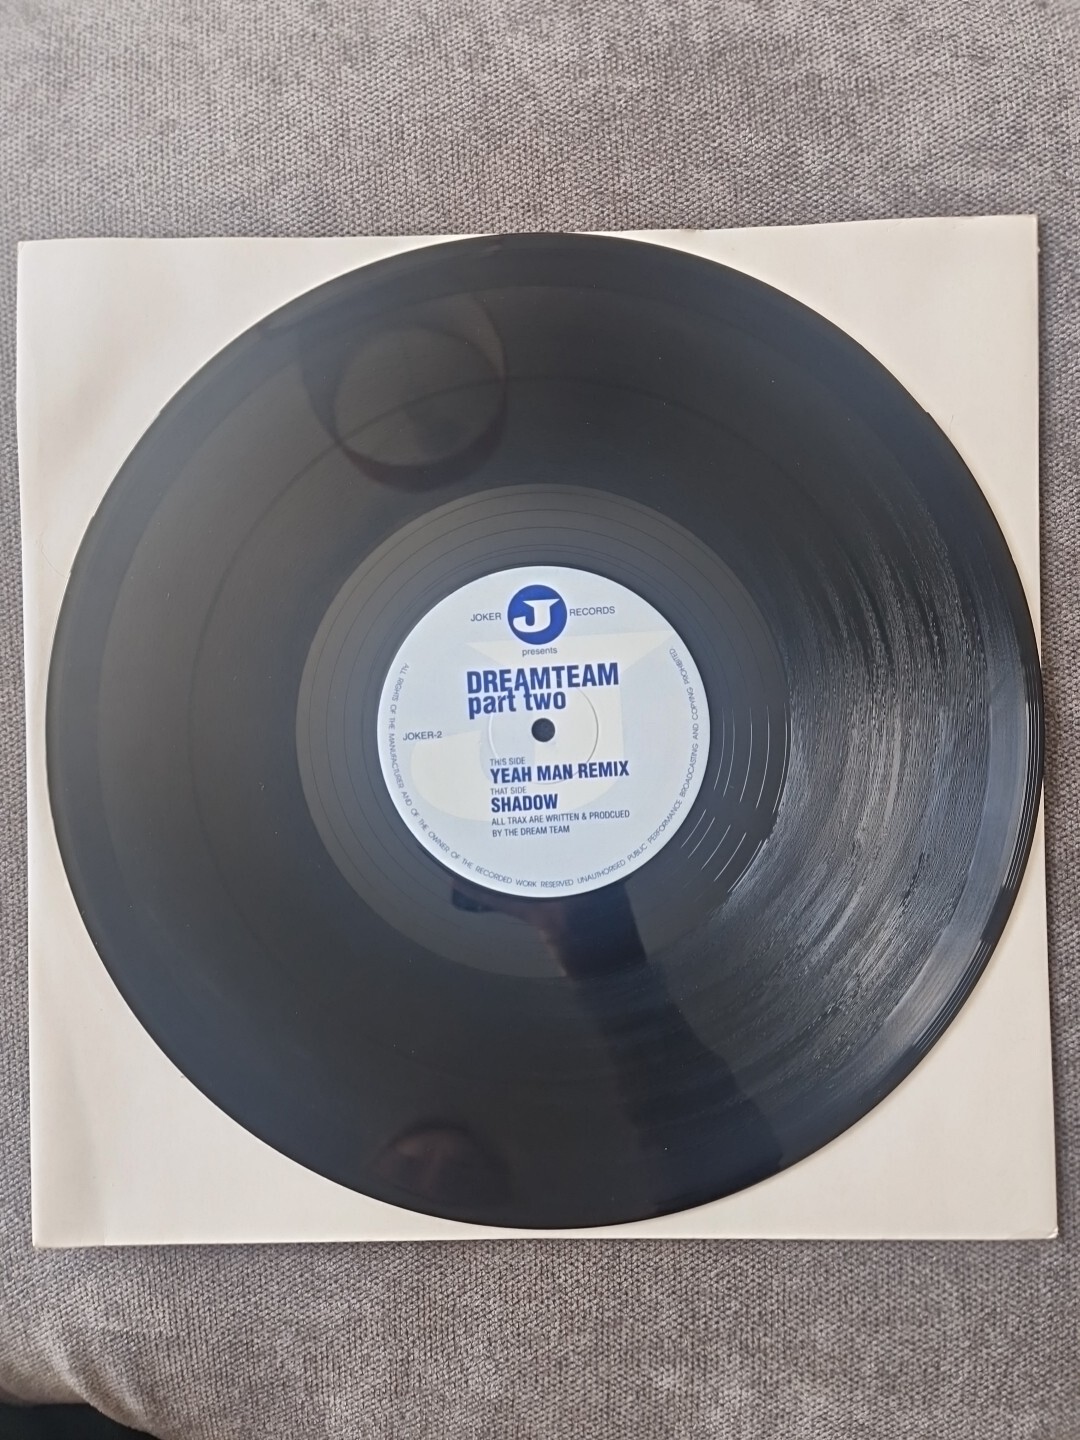 JOKER J RECORDS
presents
DREAMTEAM
part two
JOKER-2
THIS SIDE
YEAH MAN REMIX
THAT SIDE
SHADOW
ALL TRAX ARE WRITTEN & PRODCUED
BY THE DREAM TEAM
ALL RIGHTS OF THE MANUFACTURER AND OF THE OWNER OF THE RECORDED WORK RESERVED UNAUTHORISED PUBLIC PERFORMANCE BROADCASTING AND COPYING PROHIBITED